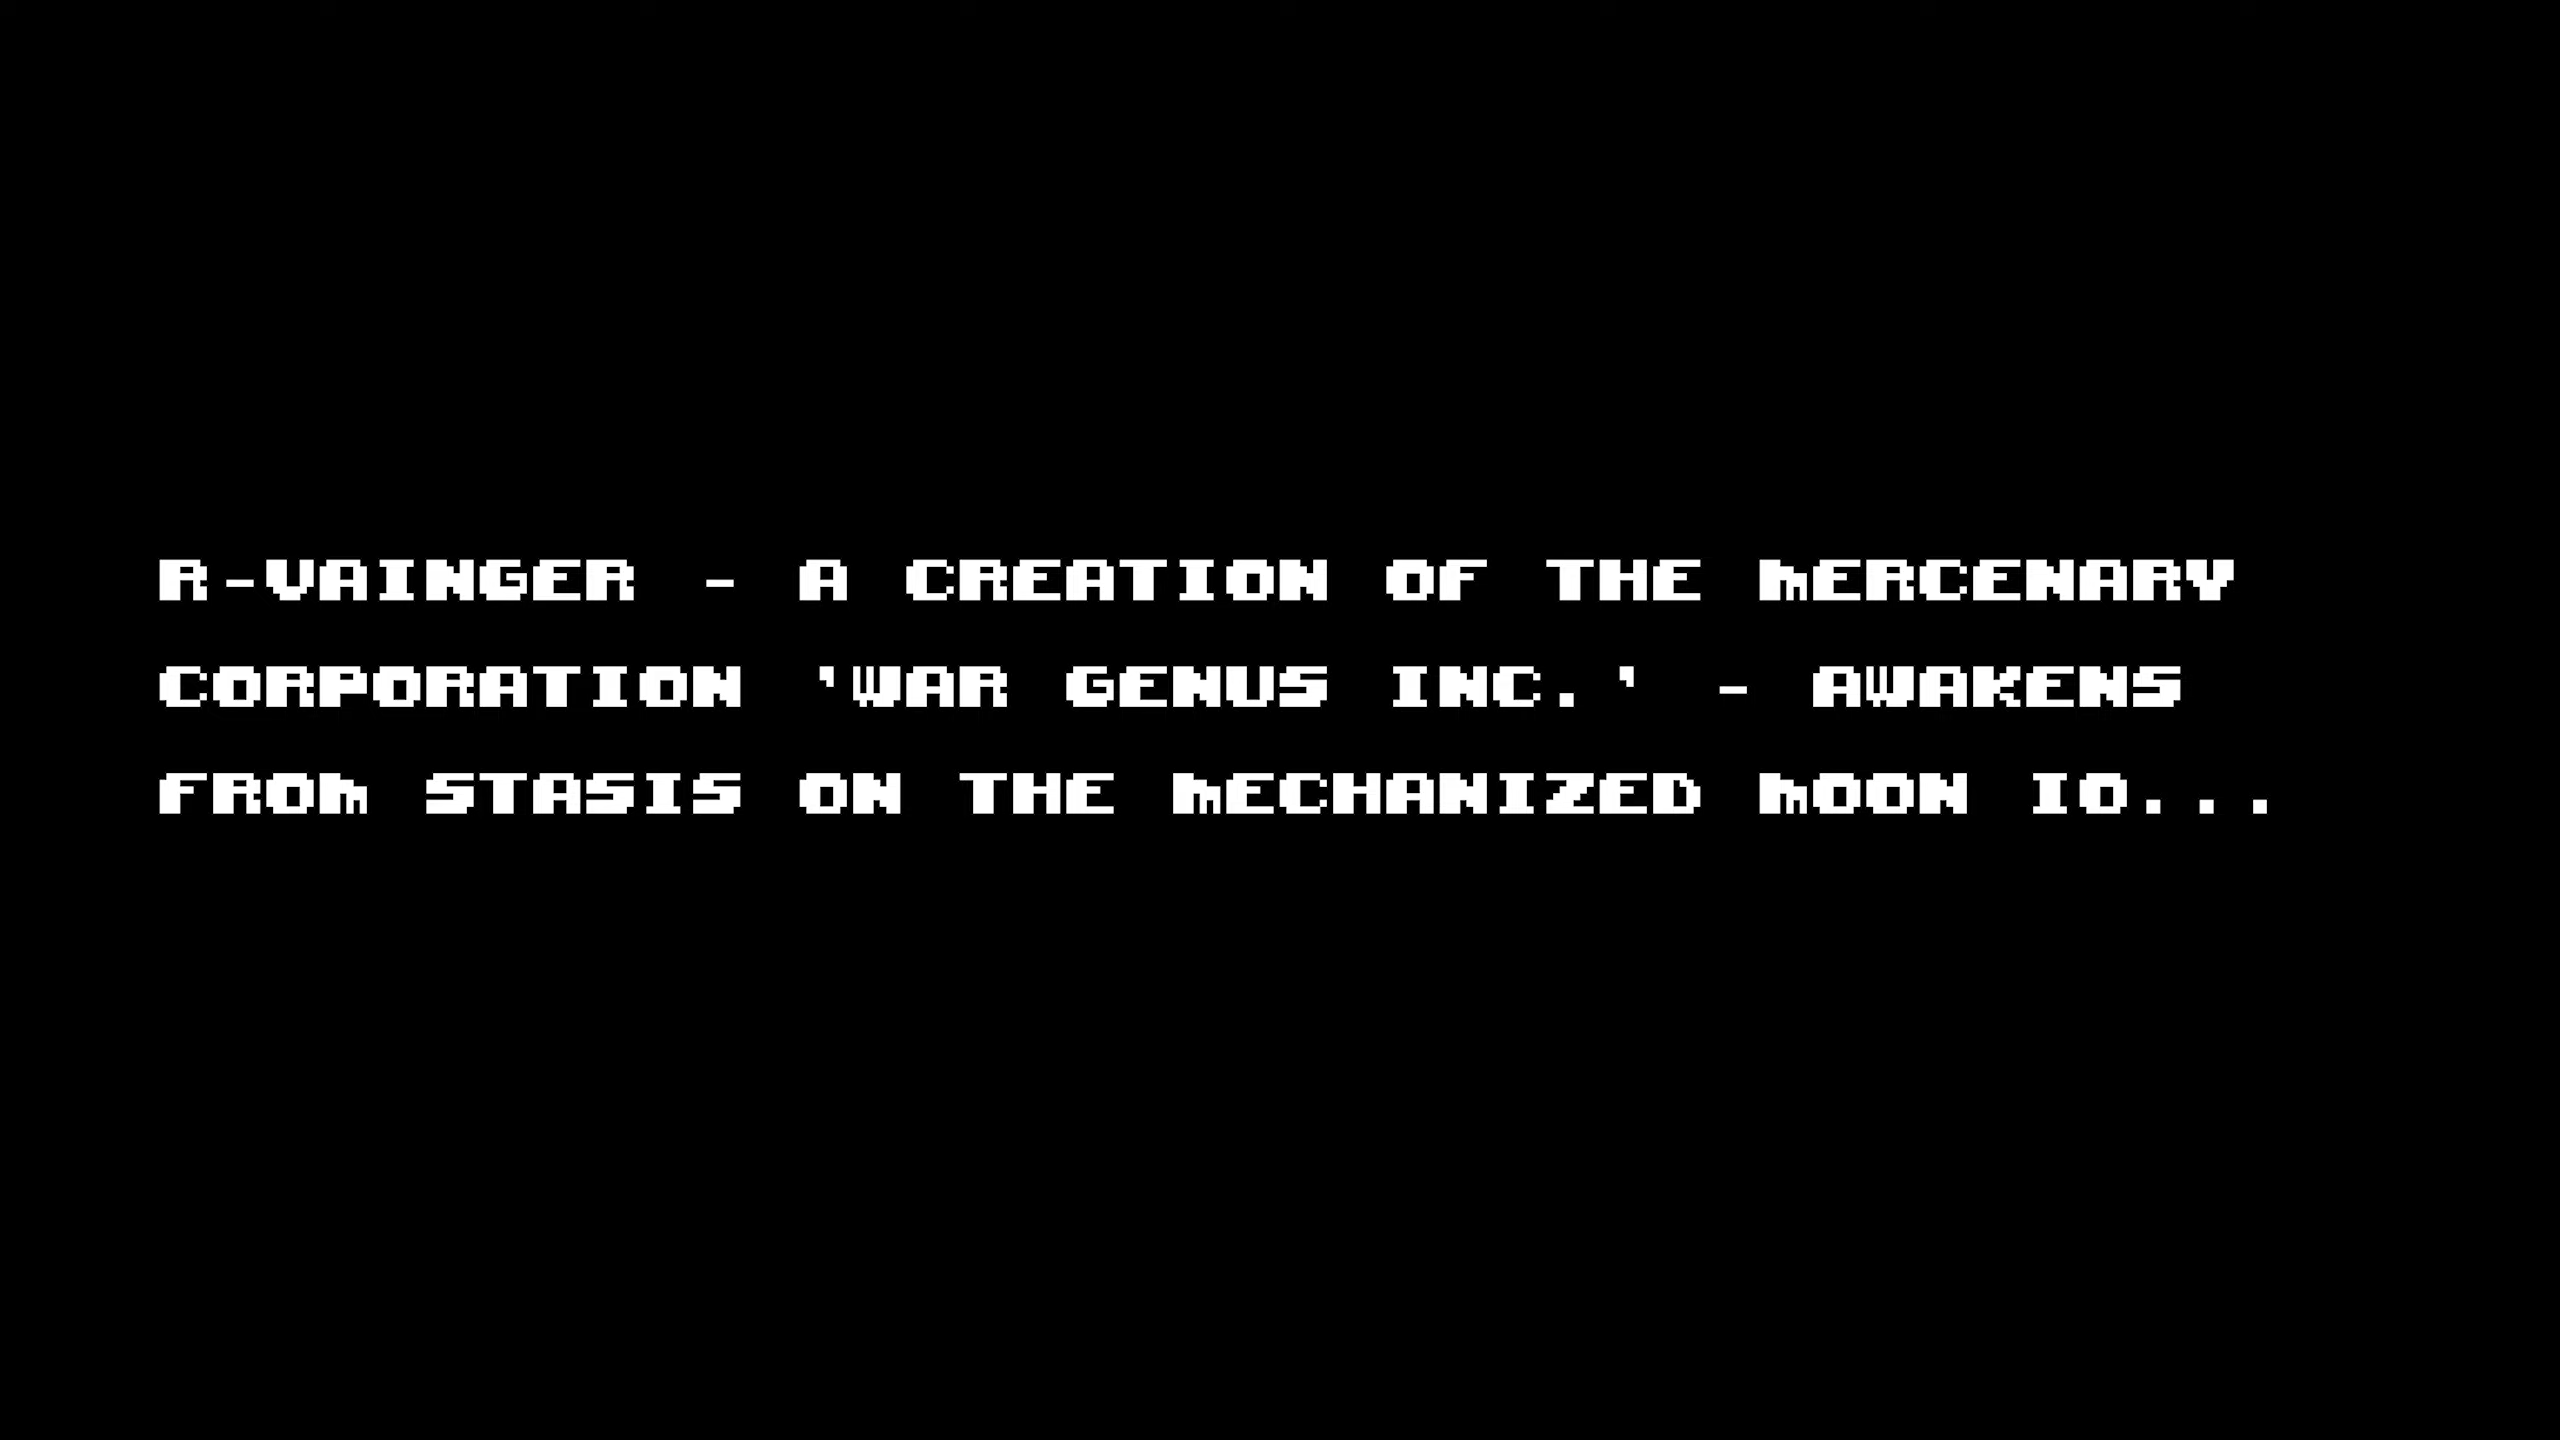 R-VAINGER - A CREATION OF THE MERCENARY
CORPORATION 'WAR GENUS INC.' - AWAKENS
FROM STASIS ON THE MECHANIZED MOON IO...